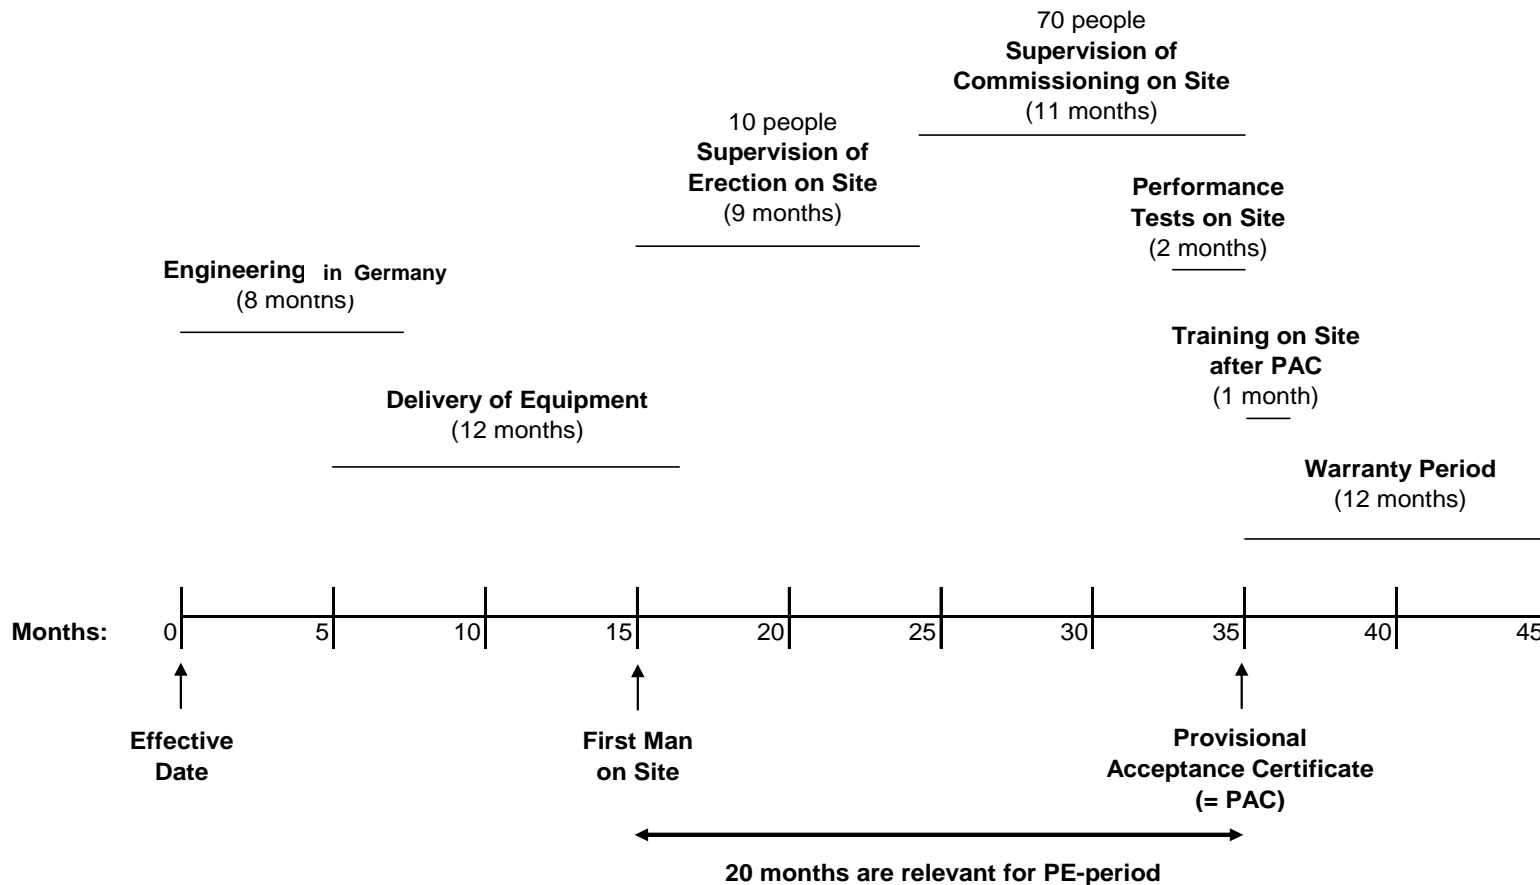 70 people
Supervision of
Commissioning on Site
(11 months)
10 people
Supervision of
Erection on Site
(9 months)
Performance
Tests on Site
(2 months)
Engineering in Germany
(8 months)
Training on Site
after PAC
(1 month)
Delivery of Equipment
(12 months)
Warranty Period
(12 months)
Months: 0 5 10 15 20 25 30 35 40 45
Effective
Date
First Man
on Site
Provisional
Acceptance Certificate
(= PAC)
20 months are relevant for PE-period